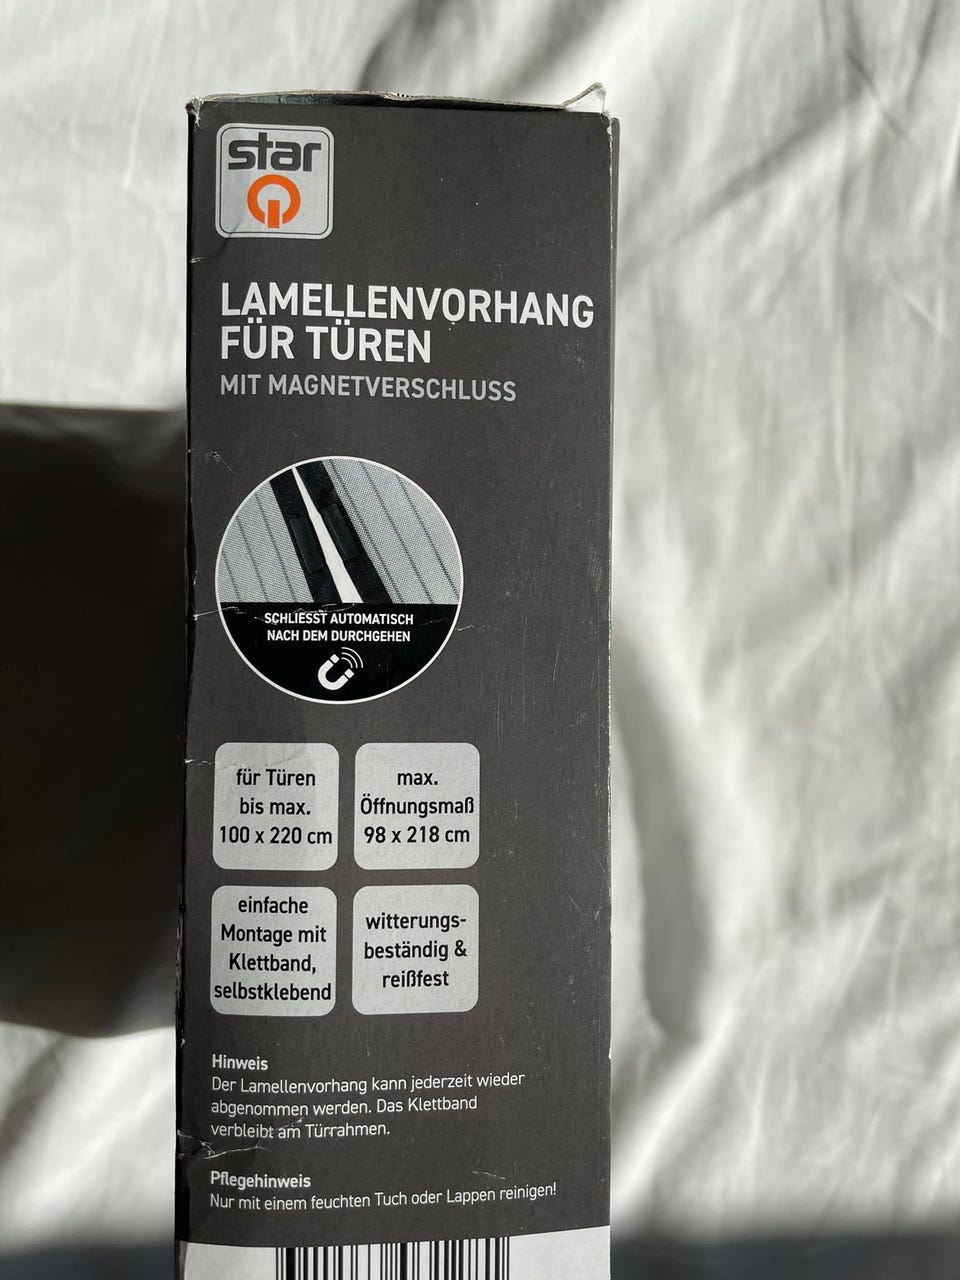 star
LAMELLENVORHANG
FÜR TÜREN
MIT MAGNETVERSCHLUSS
SCHLIESST AUTOMATISCH
NACH DEM DURCHGEHEN
für Türen
bis max.
100 x 220 cm
max.
Öffnungsmaß
98 x 218 cm
einfache
Montage mit
Klettband,
selbstklebend
witterungs-
beständig &
reißfest
Hinweis
Der Lamellenvorhang kann jederzeit wieder
abgenommen werden. Das Klettband
verbleibt am Türrahmen.
Pflegehinweis
Nur mit einem feuchten Tuch oder Lappen reinigen!